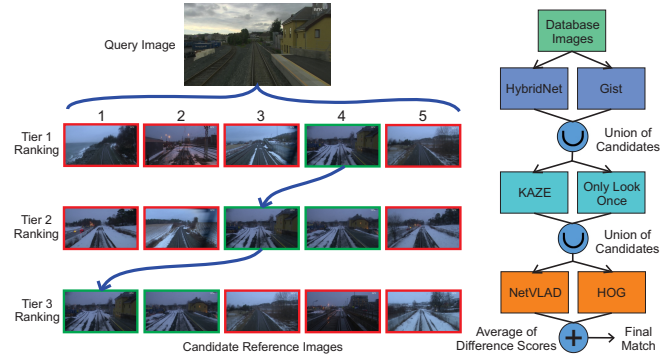 Query Image
1 2 3 4 5
Tier 1
Ranking
Tier 2
Ranking
Tier 3
Ranking
Candidate Reference Images
Database
Images
HybridNet
Gist
Union of
Candidates
KAZE
Only Look
Once
Union of
Candidates
NetVLAD
HOG
Average of
Difference Scores
Final
Match